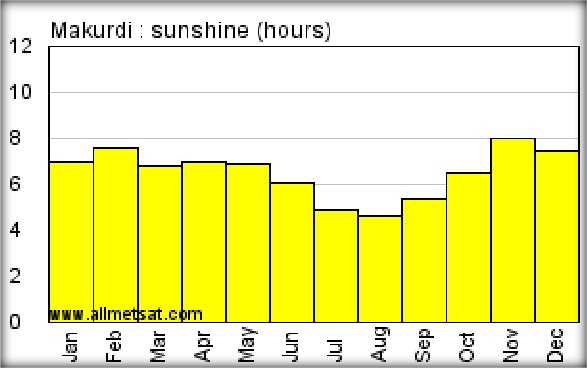 Makurdi : sunshine (hours)
12
10
8
6
4
2
0
www.allmetsat.com
Jan Feb Mar Apr May Jun Jul Aug Sep Oct Nov Dec